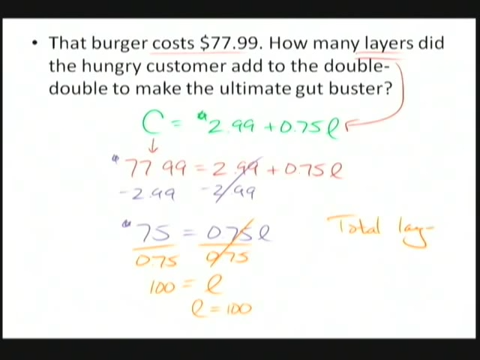 • That burger costs $77.99. How many layers did
the hungry customer add to the double-
double to make the ultimate gut buster?
C = $2.99 + 0.75l
$77.99 = 2.99 + 0.75l
-2.99 -2.99
$75 = 0.75l
0.75 0.75
100 = l
l = 100
Total lay-